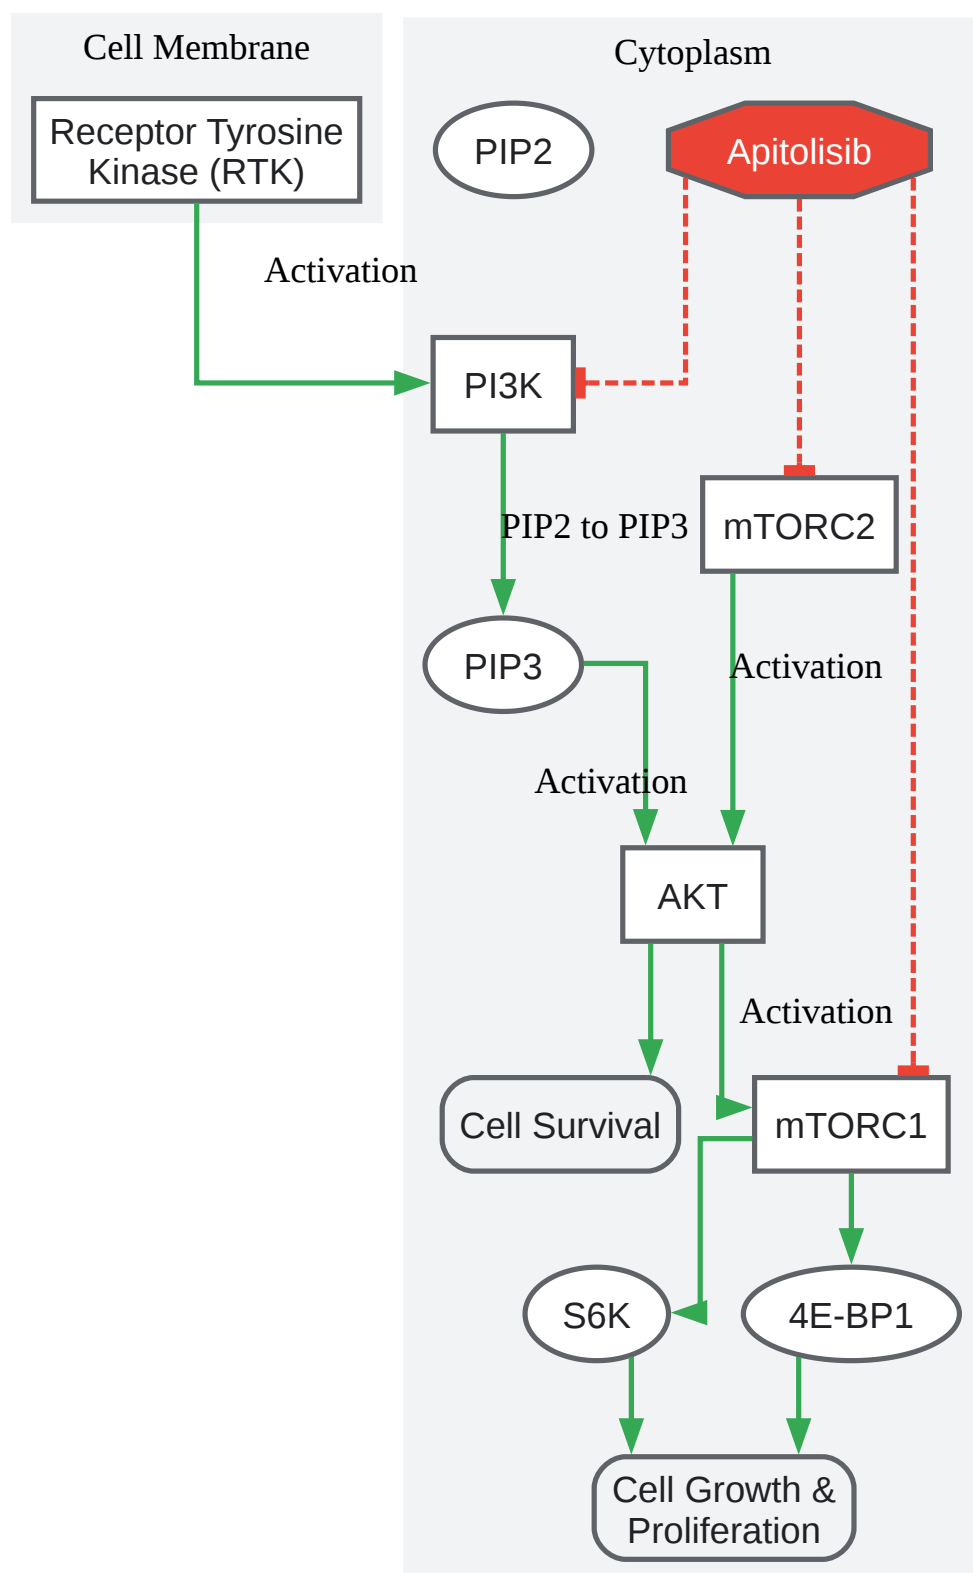 Cell Membrane
Cytoplasm
Receptor Tyrosine
Kinase (RTK)
PIP2
Apitolisib
Activation
PI3K
PIP2 to PIP3
mTORC2
PIP3
Activation
Activation
AKT
Activation
Cell Survival
mTORC1
S6K
4E-BP1
Cell Growth &
Proliferation